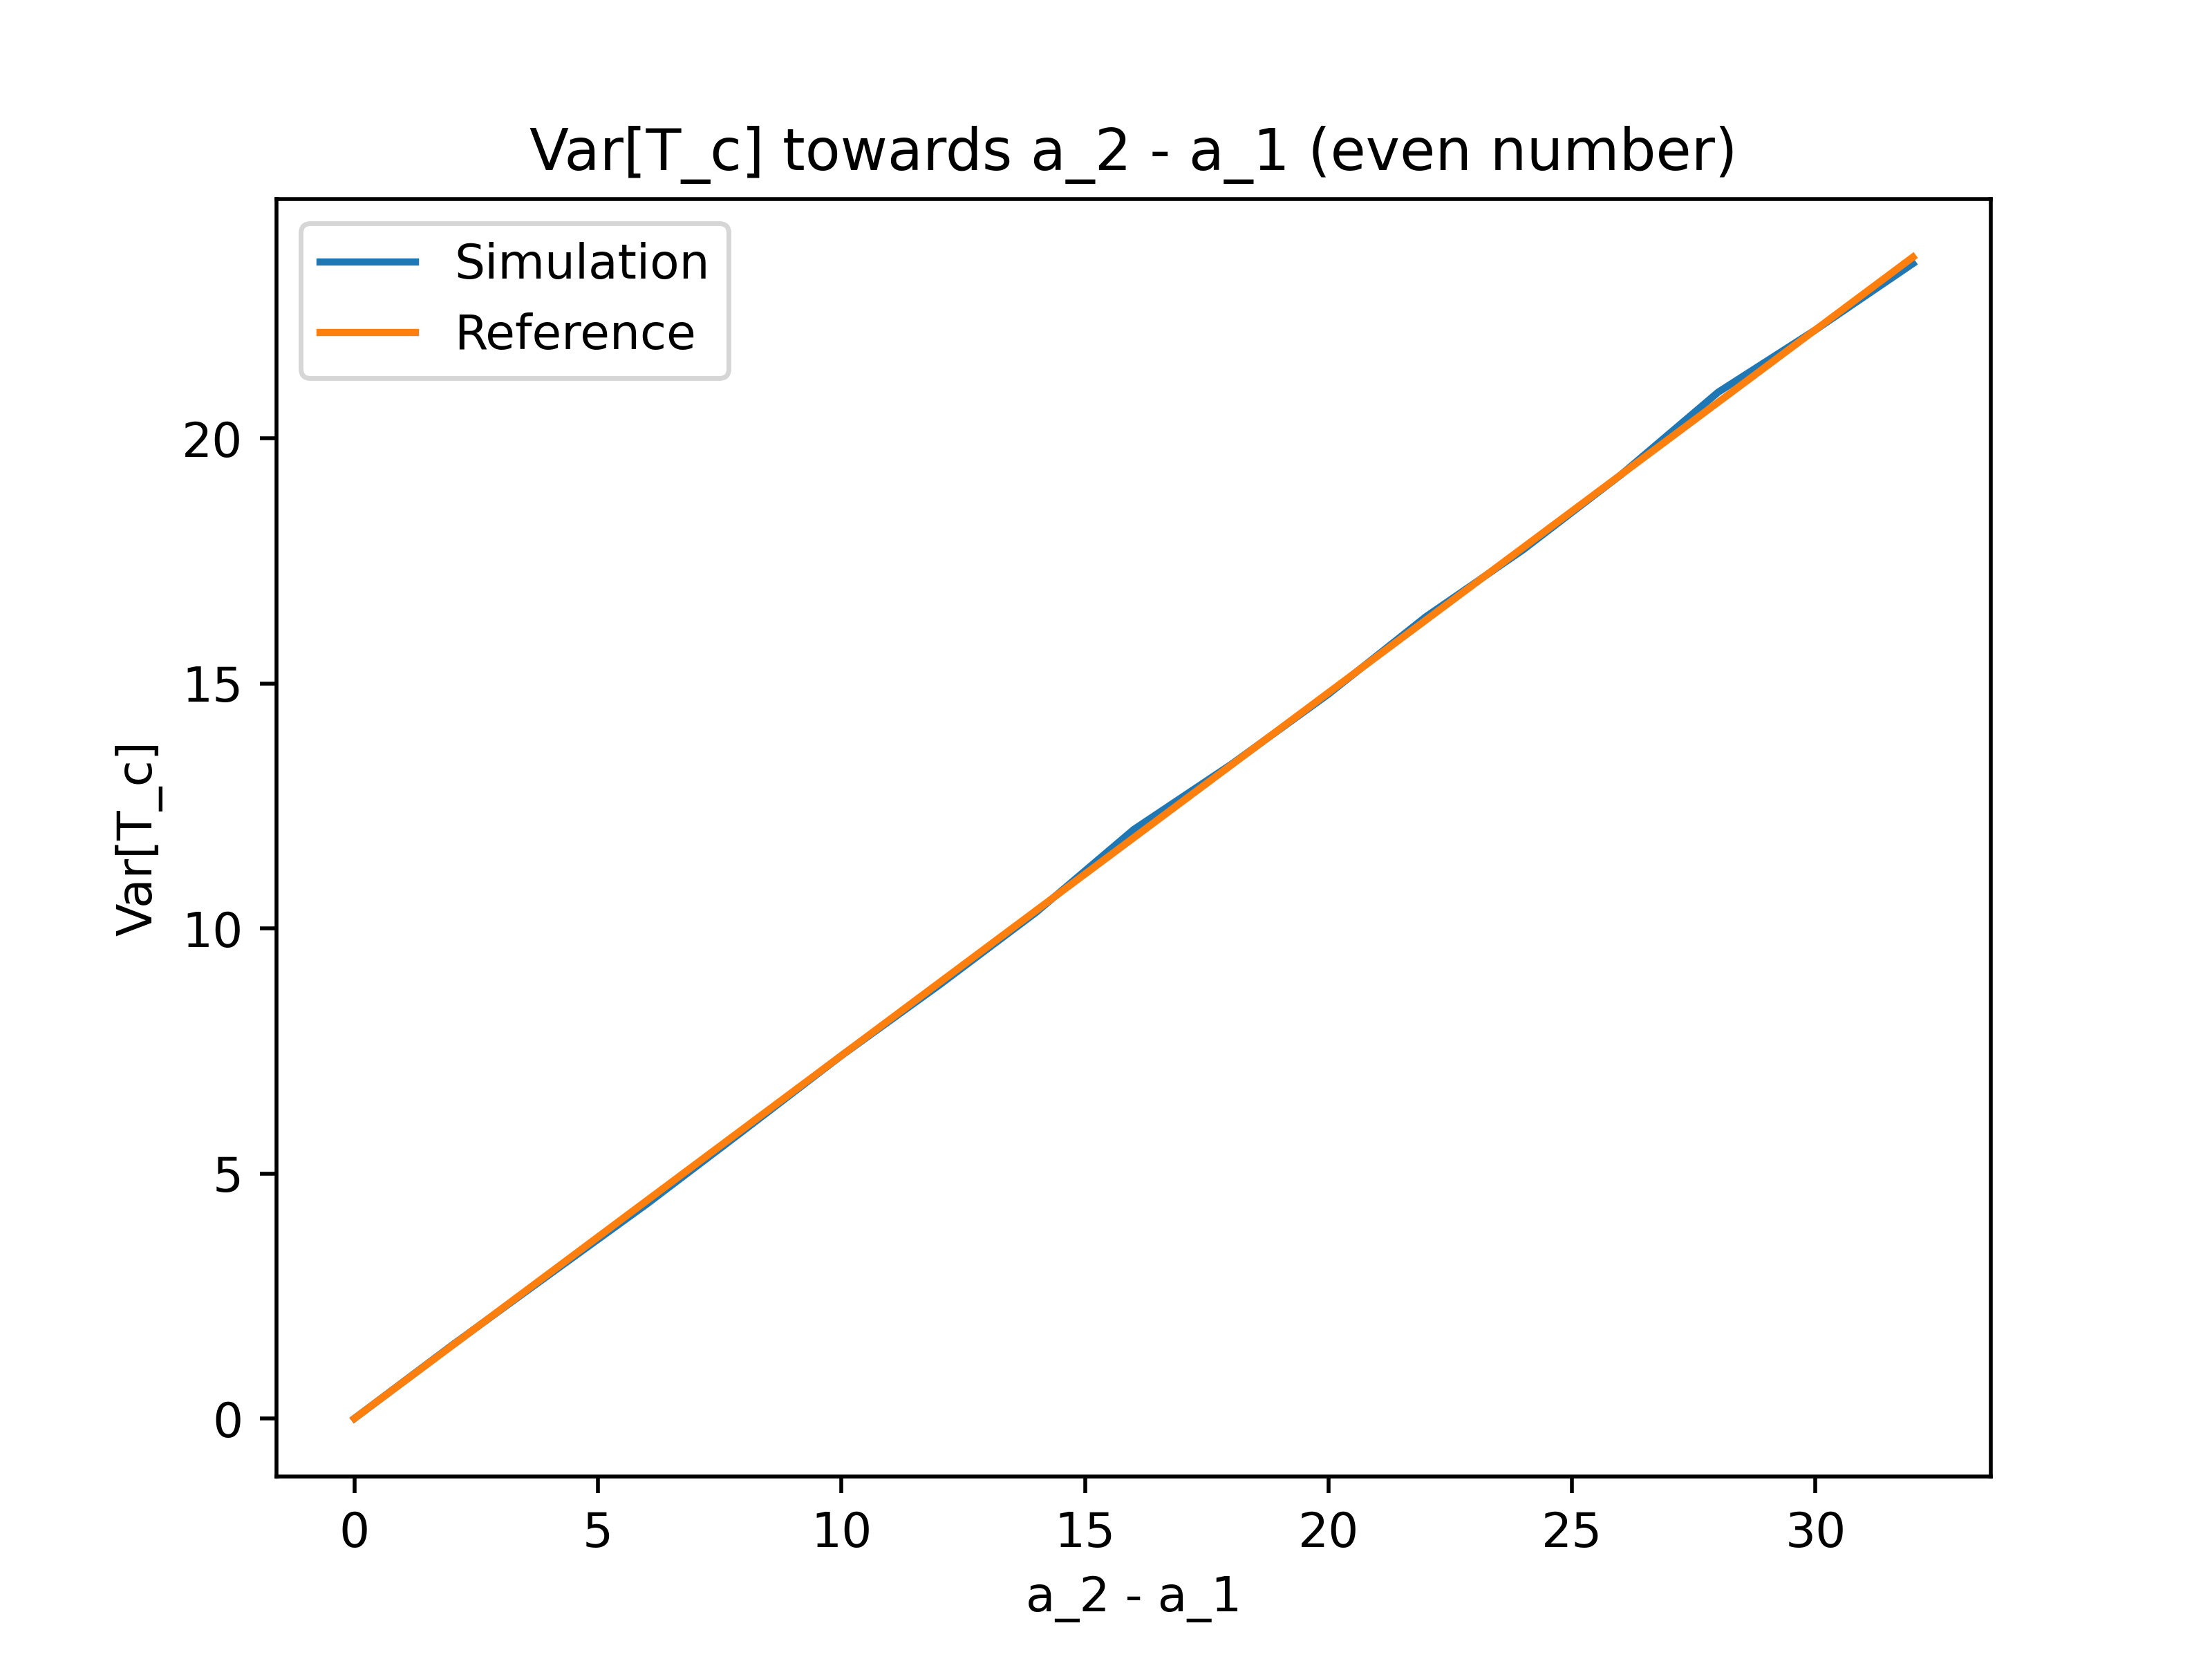 Var[T_c] towards a_2 - a_1 (even number)
Simulation
Reference
20
15
10
5
0
Var[T_c]
0 5 10 15 20 25 30
a_2 - a_1